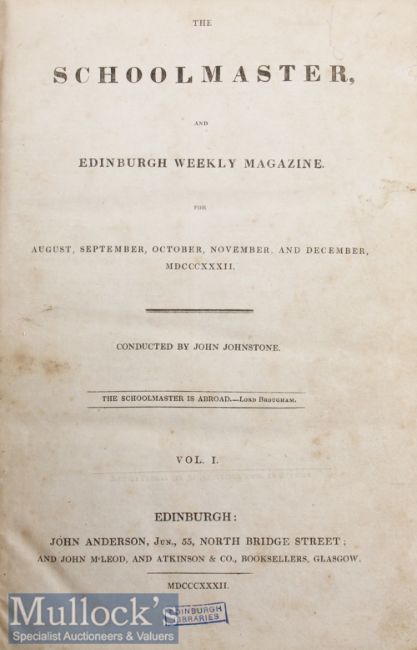 THE
SCHOOLMASTER,
AND
EDINBURGH WEEKLY MAGAZINE.
FOR
AUGUST, SEPTEMBER, OCTOBER, NOVEMBER, AND DECEMBER,
MDCCCXXXII.
CONDUCTED BY JOHN JOHNSTONE.
THE SCHOOLMASTER IS ABROAD.—LORD BROUGHAM.
VOL. I.
EDINBURGH:
JOHN ANDERSON, JUN., 55, NORTH BRIDGE STREET;
AND JOHN M'LEOD, AND ATKINSON & CO., BOOKSELLERS, GLASGOW.
MDCCCXXXII.
EDINBURGH
LIBRARIES
Mullock's
Specialist Auctioneers & Valuers